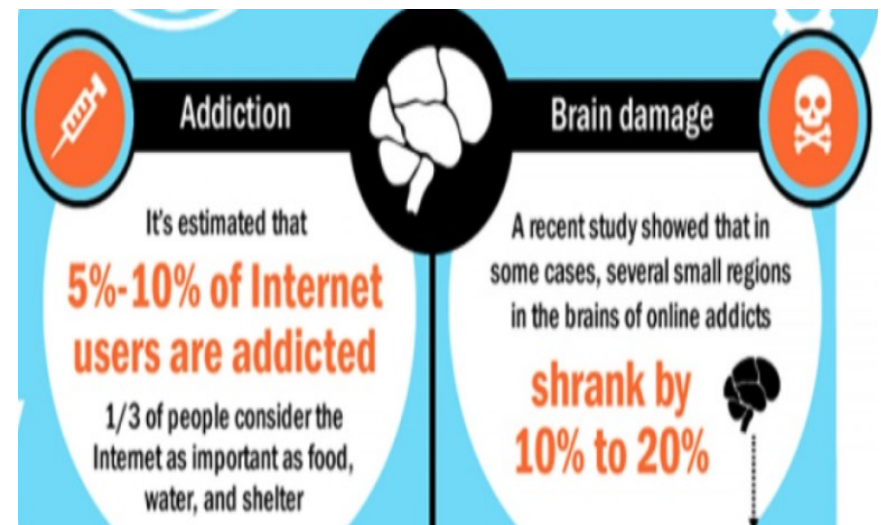 Addiction
It's estimated that
5%-10% of Internet
users are addicted
1/3 of people consider the
Internet as important as food,
water, and shelter
Brain damage
A recent study showed that in
some cases, several small regions
in the brains of online addicts
shrank by
10% to 20%